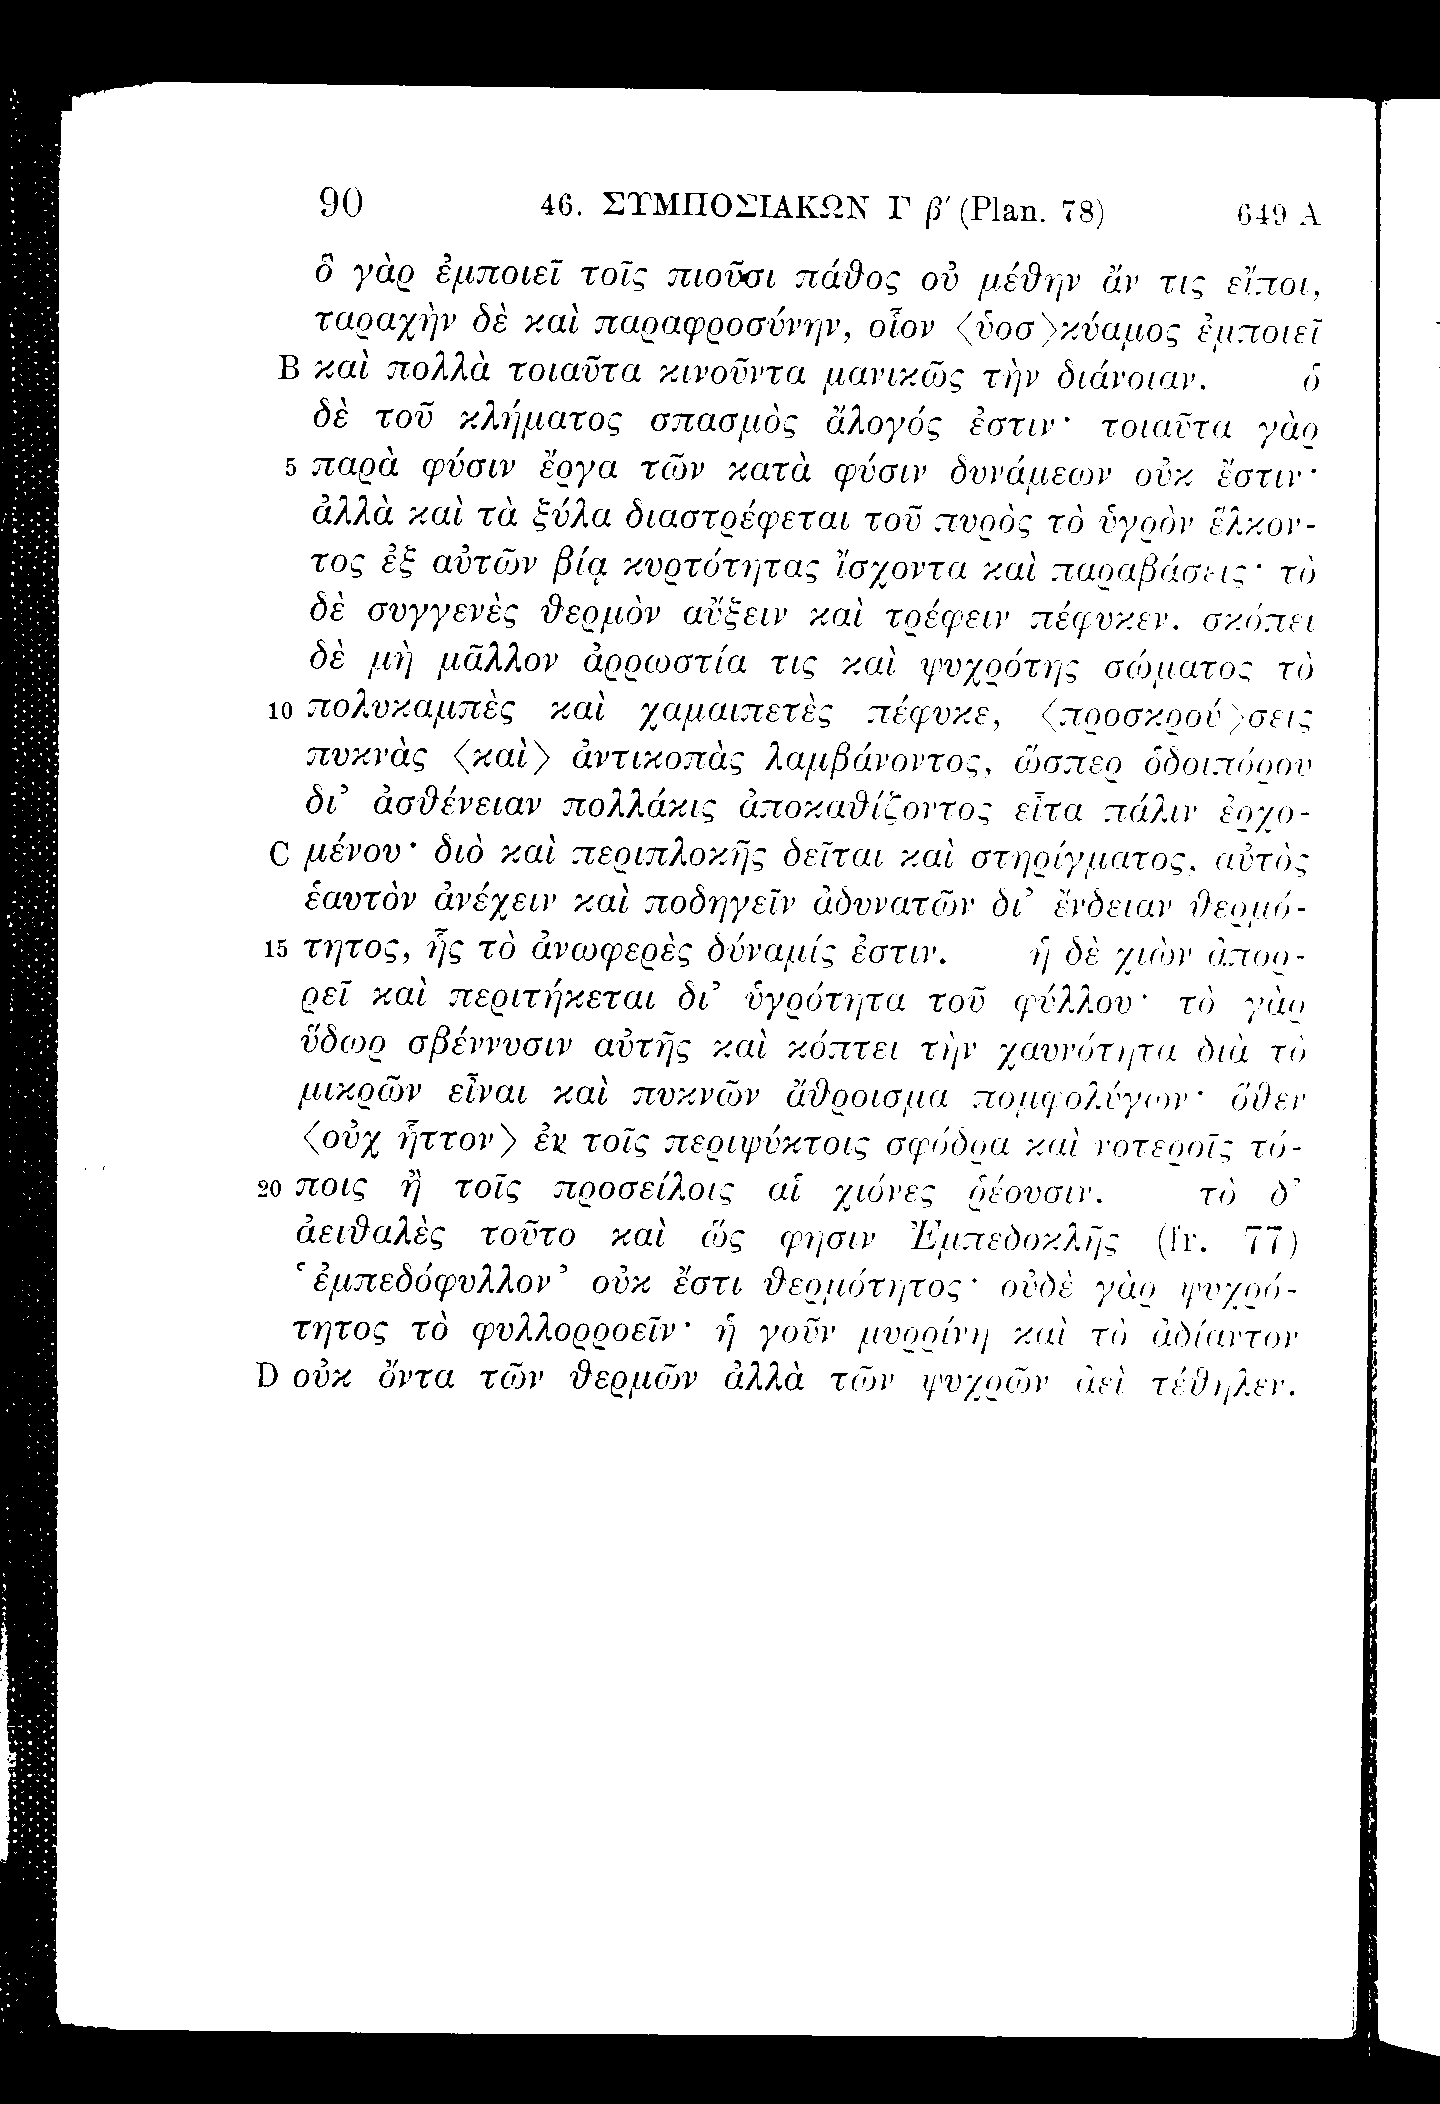 90 46. ΣΥΜΠΟΣΙΑΚΩΝ Γ β′ (Plan. 78) 649 A
ὃ γὰρ ἐμποιεῖ τοῖς πιοῦσι πάθος οὐ μέθην ἄν τις εἴποι,
ταραχὴν δὲ καὶ παραφροσύνην, οἷον ⟨ὑοσ⟩κύαμος ἐμποιεῖ
B καὶ πολλὰ τοιαῦτα κινοῦντα μανικῶς τὴν διάνοιαν. ὁ
δὲ τοῦ κλήματος σπασμὸς ἄλογός ἐστιν· τοιαῦτα γὰρ
5 παρὰ φύσιν ἔργα τῶν κατὰ φύσιν δυνάμεων οὐκ ἔστιν·
ἀλλὰ καὶ τὰ ξύλα διαστρέφεται τοῦ πυρὸς τὸ ὑγρὸν ἕλκον-
τος ἐξ αὐτῶν βίᾳ κυρτότητας ἴσχοντα καὶ παραβάσεις· τὸ
δὲ συγγενὲς θερμὸν αὔξειν καὶ τρέφειν πέφυκεν. σκόπει
δὲ μὴ μᾶλλον ἀρρωστία τις καὶ ψυχρότης σώματος τὸ
10 πολυκαμπὲς καὶ χαμαιπετὲς πέφυκε, ⟨προσκρού⟩σεις
πυκνὰς ⟨καὶ⟩ ἀντικοπὰς λαμβάνοντος, ὥσπερ ὁδοιπόρου
δι’ ἀσθένειαν πολλάκις ἀποκαθίζοντος εἶτα πάλιν ἐρχο-
C μένου· διὸ καὶ περιπλοκῆς δεῖται καὶ στηρίγματος, αὐτὸς
ἑαυτὸν ἀνέχειν καὶ ποδηγεῖν ἀδυνατῶν δι’ ἔνδειαν θερμό-
15 τητος, ἧς τὸ ἀνωφερὲς δύναμίς ἐστιν. ἡ δὲ χιὼν ἀπορ-
ρεῖ καὶ περιτήκεται δι’ ὑγρότητα τοῦ φύλλου· τὸ γὰρ
ὕδωρ σβέννυσιν αὐτῆς καὶ κόπτει τὴν χαυνότητα διὰ τὸ
μικρῶν εἶναι καὶ πυκνῶν ἄθροισμα πομφολύγων· ὅθεν
⟨οὐχ ἧττον⟩ ἐν τοῖς περιψύκτοις σφόδρα καὶ νοτεροῖς τό-
20 ποις ἢ τοῖς προσείλοις αἱ χιόνες ῥέουσιν. τὸ δ’
ἀειθαλὲς τοῦτο καὶ ὥς φησιν Ἐμπεδοκλῆς (fr. 77)
‘ἐμπεδόφυλλον’ οὐκ ἔστι θερμότητος· οὐδὲ γὰρ ψυχρό-
τητος τὸ φυλλορροεῖν· ἡ γοῦν μυρρίνη καὶ τὸ ἀδίαντον
D οὐκ ὄντα τῶν θερμῶν ἀλλὰ τῶν ψυχρῶν ἀεὶ τέθηλεν.